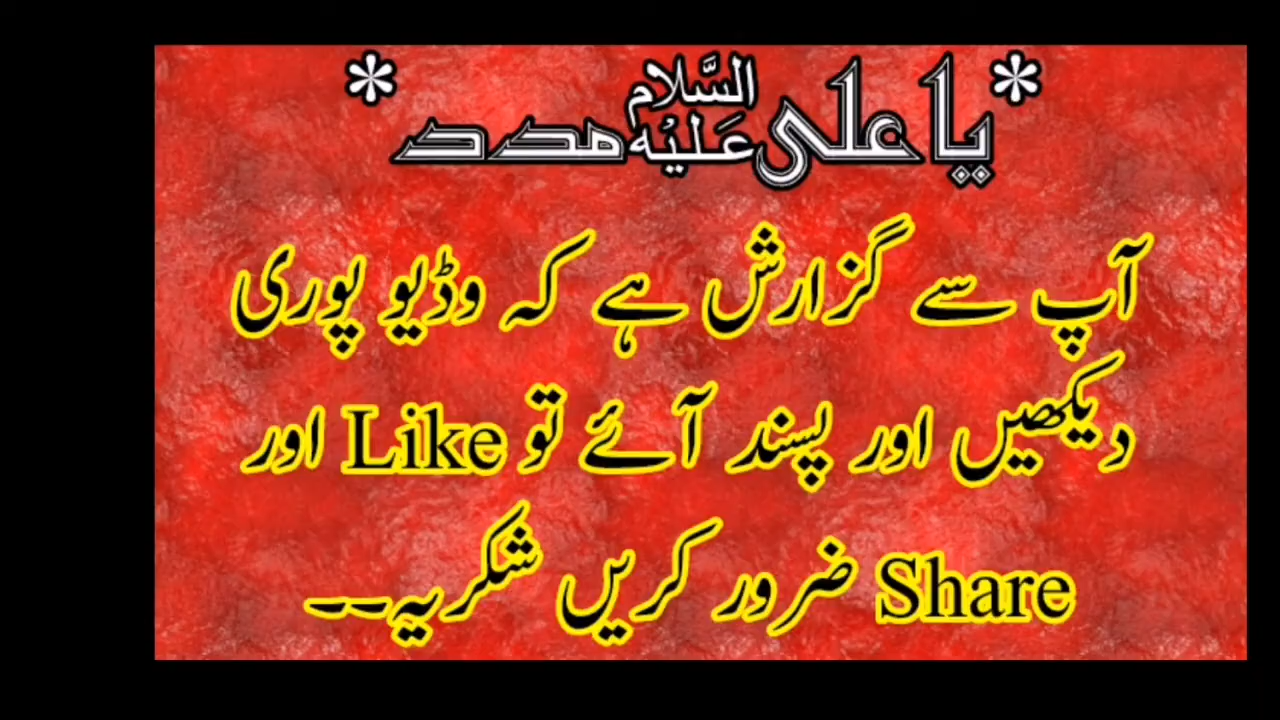 *یا علی علیہ السلام مدد*
آپ سے گزارش ہے کہ وڈیو پوری
دیکھیں اور پسند آئے تو Like اور
Share ضرور کریں شکریہ۔۔